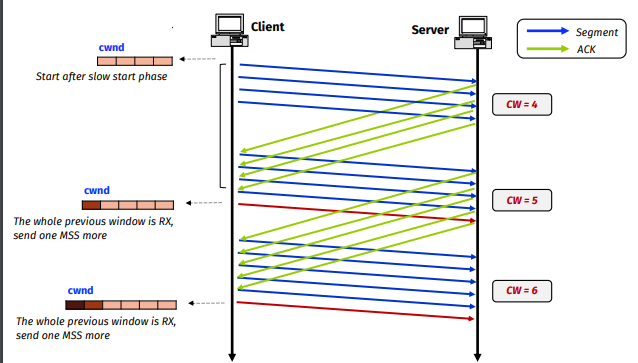 Client
Server
Segment
ACK
cwnd
Start after slow start phase
CW = 4
cwnd
The whole previous window is RX,
send one MSS more
CW = 5
cwnd
The whole previous window is RX,
send one MSS more
CW = 6